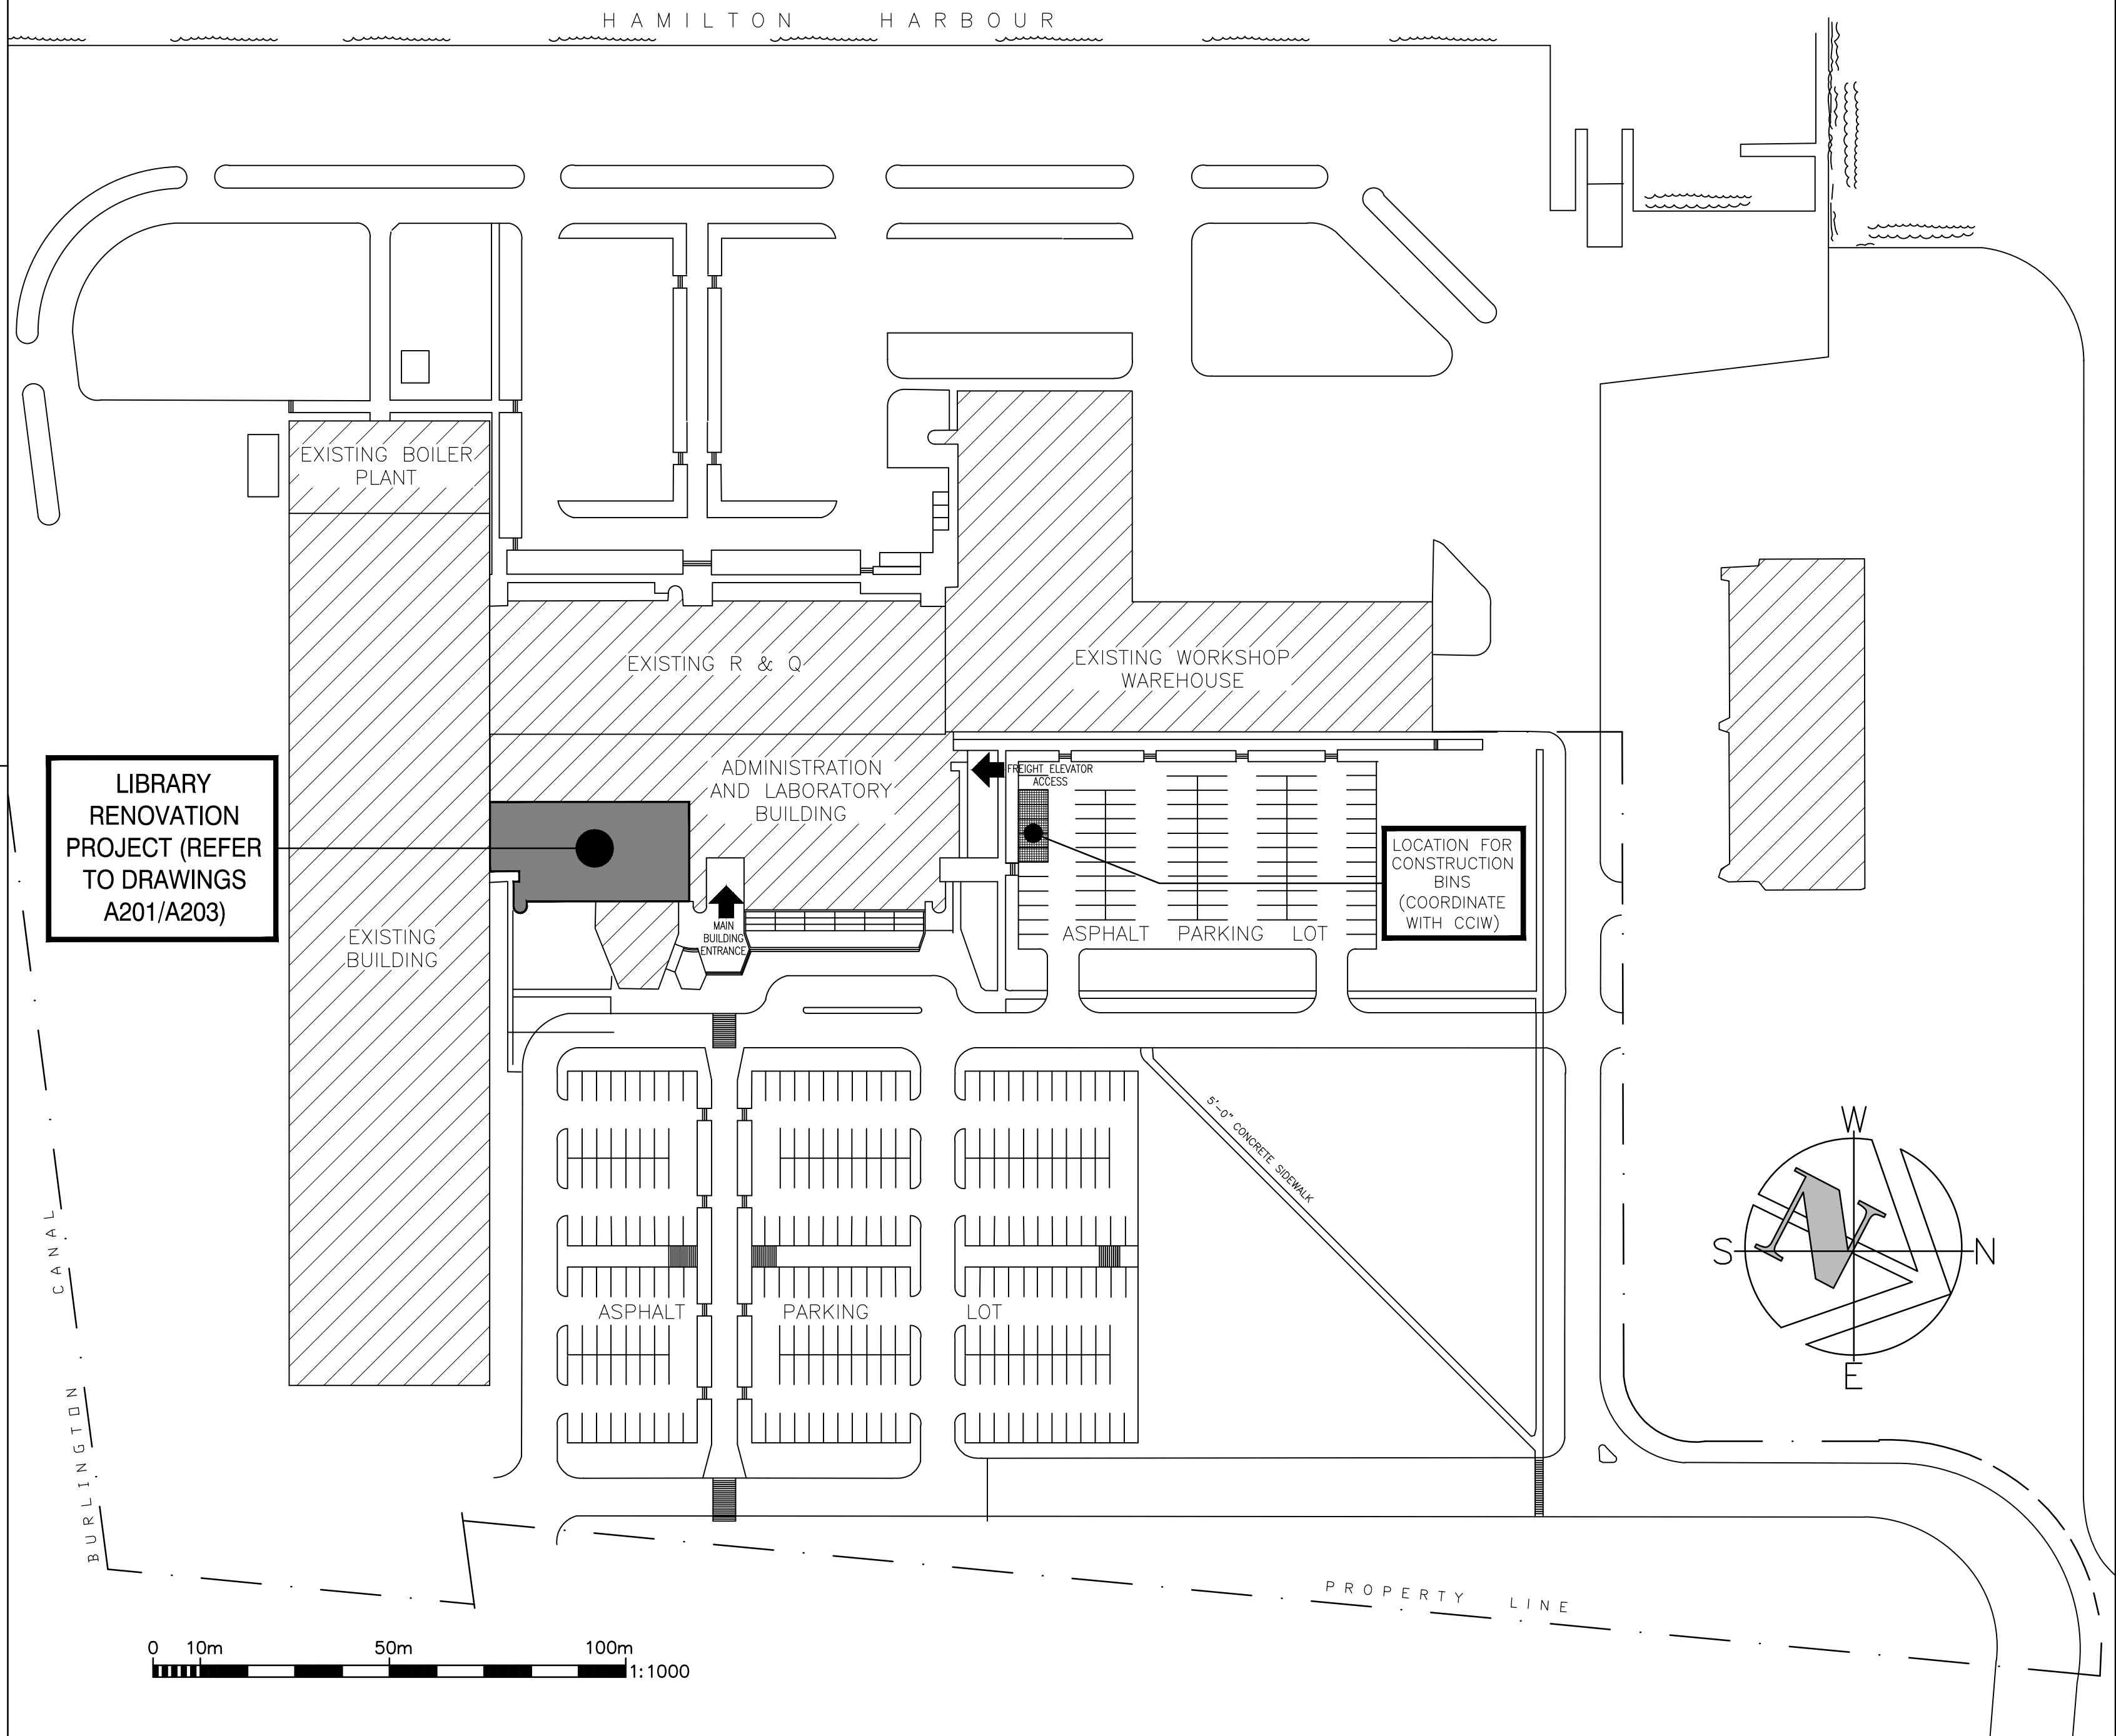 HAMILTON HARBOUR
EXISTING BOILER
PLANT
EXISTING R & Q
EXISTING WORKSHOP
WAREHOUSE
LIBRARY
RENOVATION
PROJECT (REFER
TO DRAWINGS
A201/A203)
ADMINISTRATION
AND LABORATORY
BUILDING
FREIGHT ELEVATOR
ACCESS
LOCATION FOR
CONSTRUCTION
BINS
(COORDINATE
WITH CCIW)
EXISTING
BUILDING
MAIN
BUILDING
ENTRANCE
ASPHALT PARKING LOT
5'-0" CONCRETE SIDEWALK
W
S
N
N
E
BURLINGTON CANAL
ASPHALT PARKING LOT
PROPERTY LINE
0 10m 50m 100m
1:1000